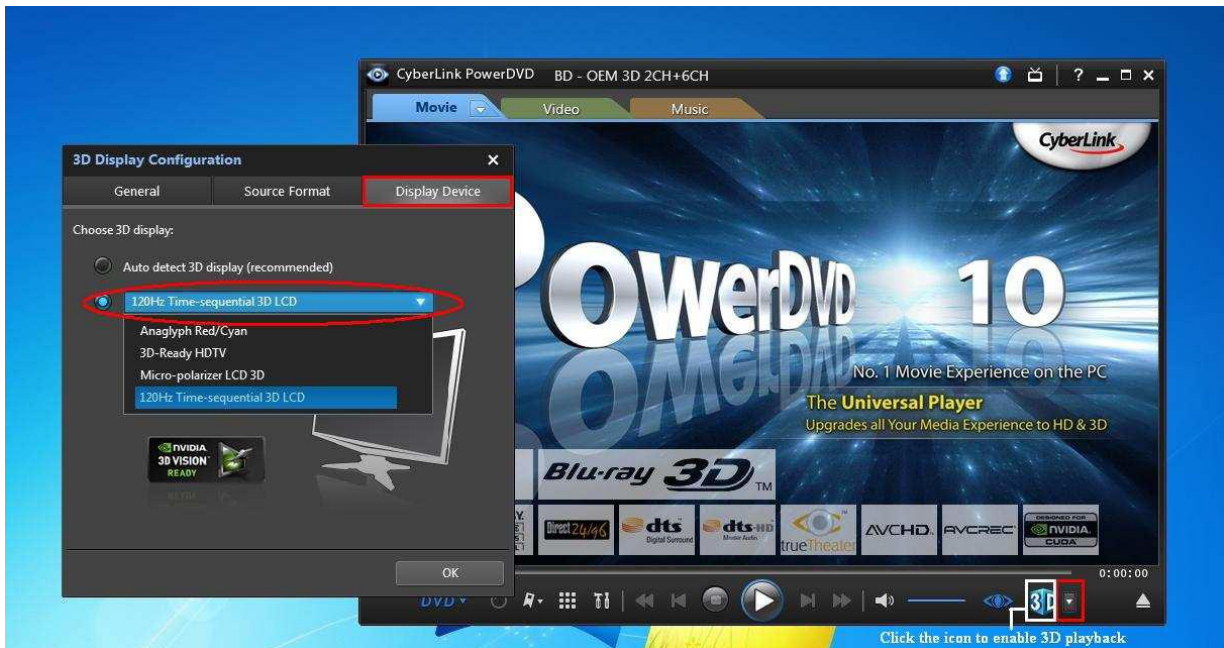 CyberLink PowerDVD BD - OEM 3D 2CH+6CH
?
Movie
Video
Music
CyberLink
3D Display Configuration
General
Source Format
Display Device
Choose 3D display:
Auto detect 3D display (recommended)
120Hz Time-sequential 3D LCD
Anaglyph Red/Cyan
3D-Ready HDTV
Micro-polarizer LCD 3D
120Hz Time-sequential 3D LCD
NVIDIA
3D VISION
READY
OK
PowerDVD 10
No. 1 Movie Experience on the PC
The Universal Player
Upgrades all Your Media Experience to HD & 3D
Blu-ray 3D TM
Direct 24/96
dts
Digital Surround
dts-HD
Master Audio
trueTheater
AVCHD
AVCREC
DESIGNED FOR
NVIDIA
CUDA
0:00:00
DVD
3D
Click the icon to enable 3D playback